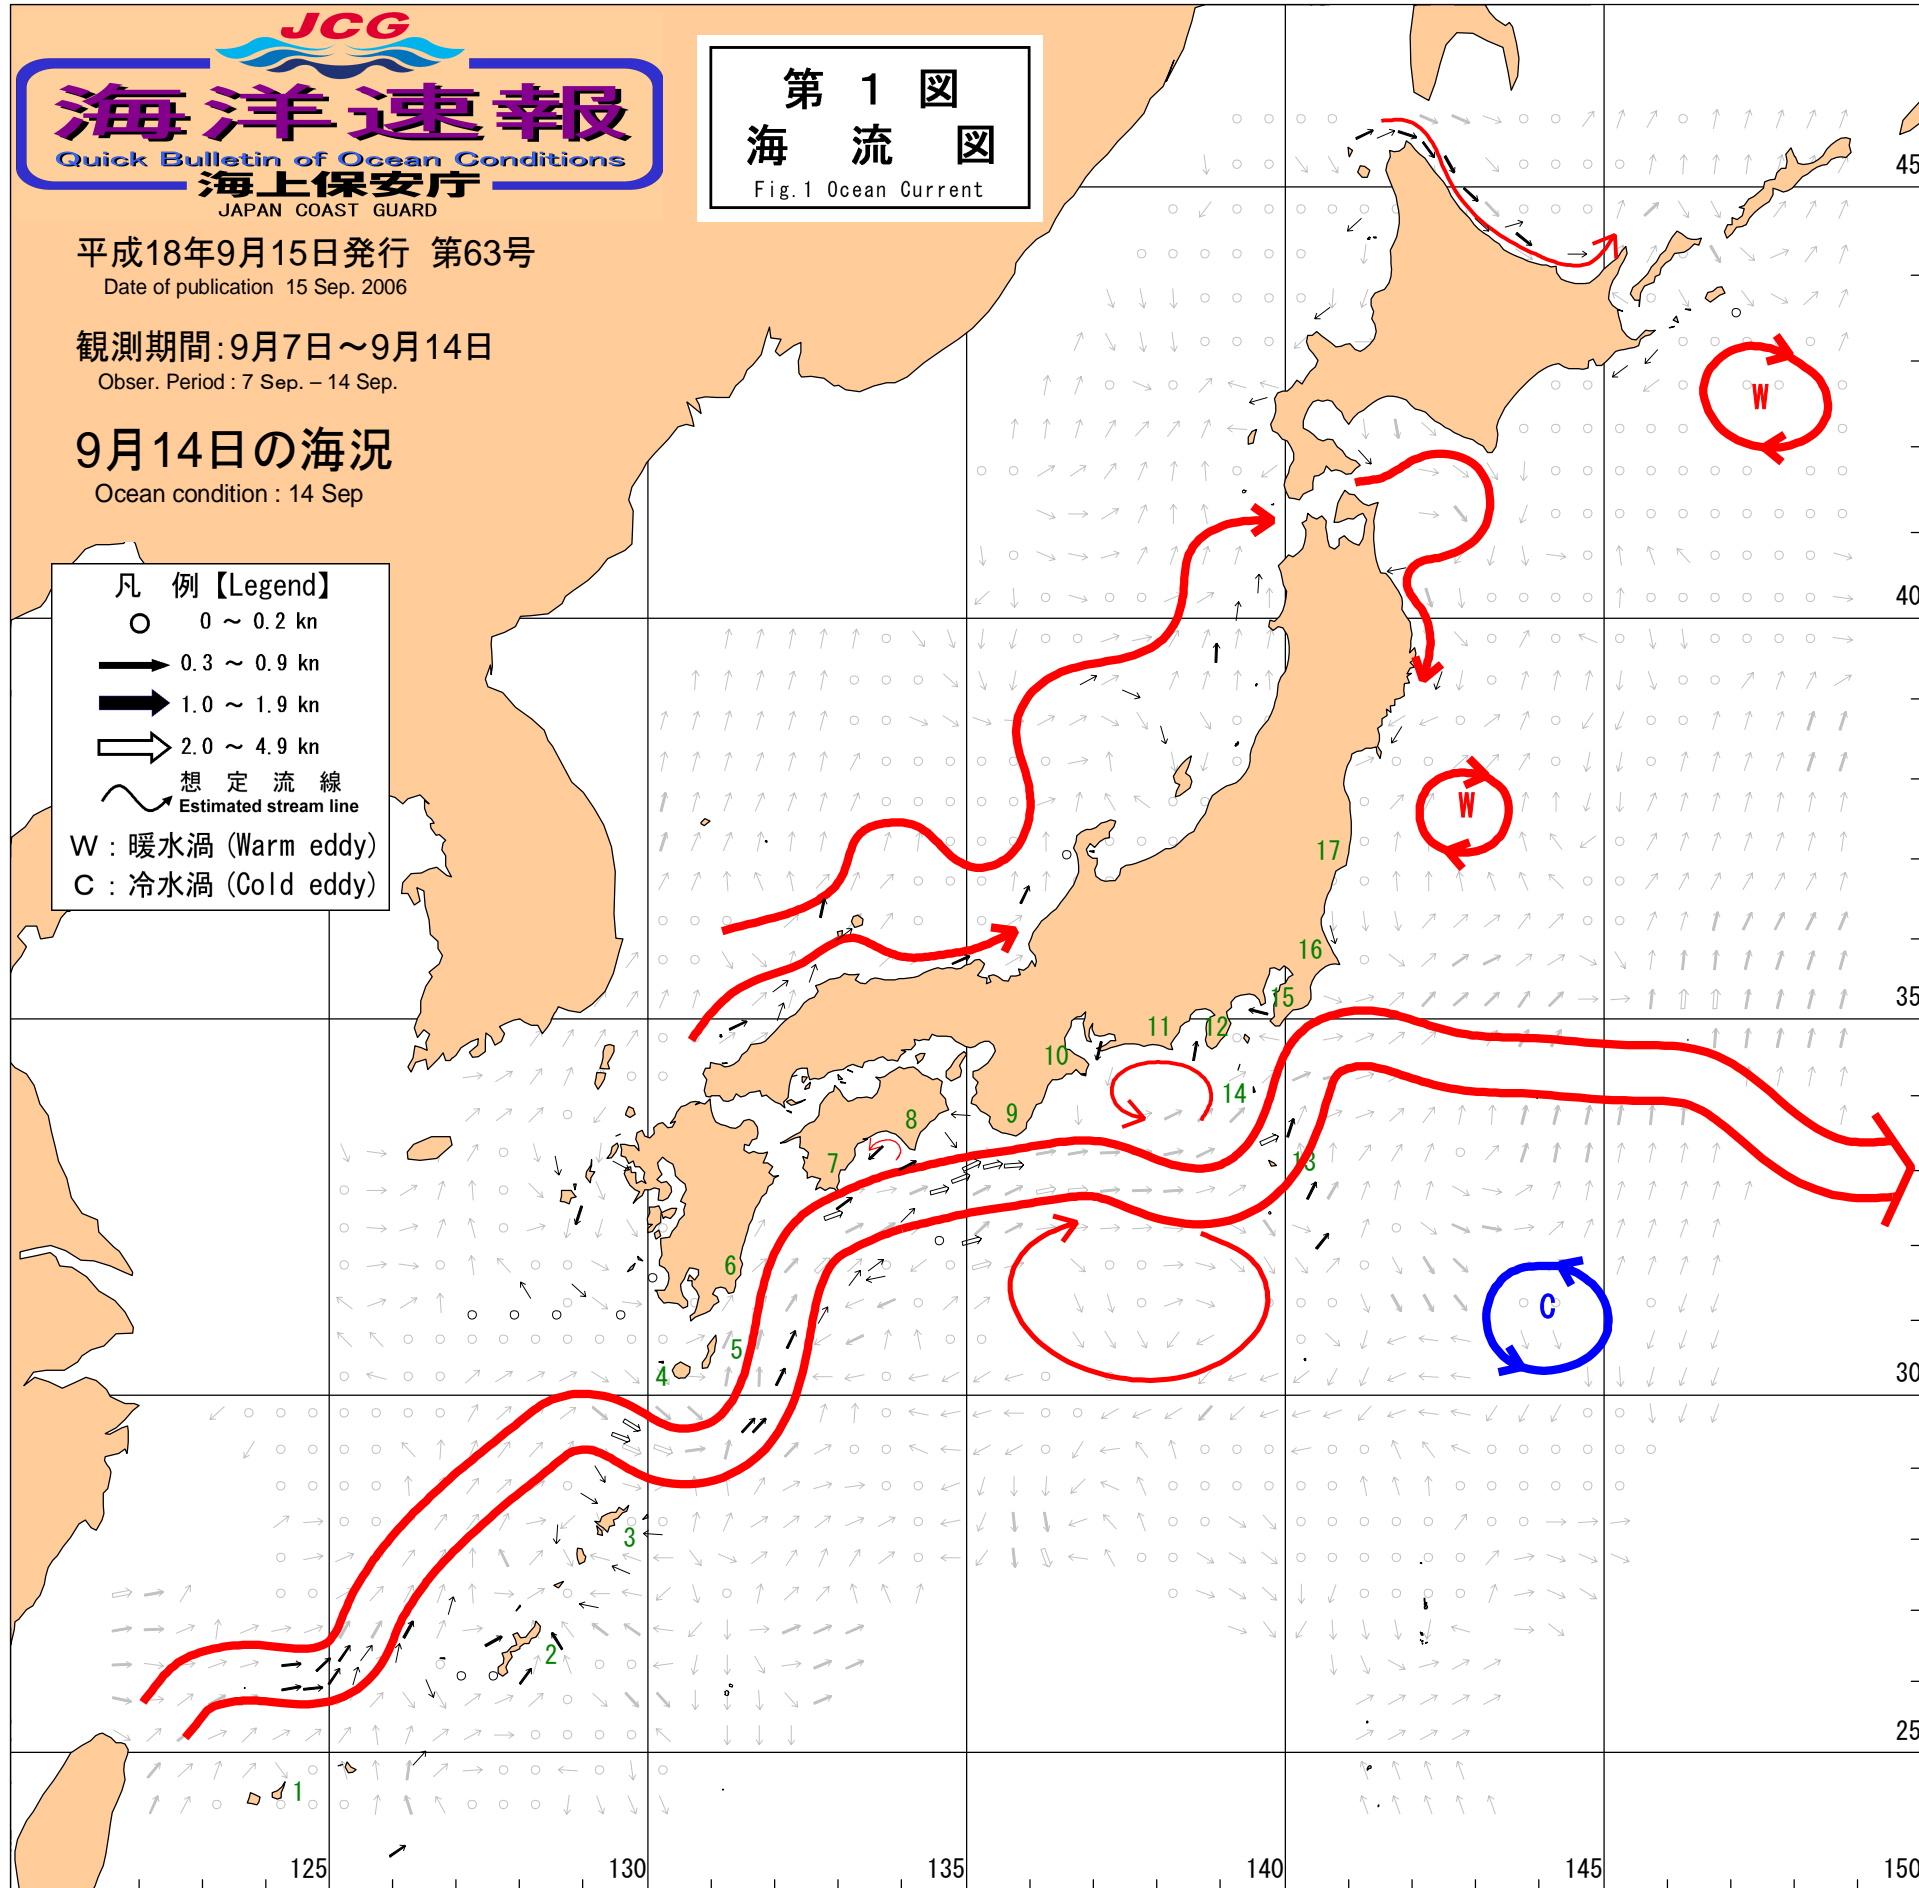 JCG
海洋速報
Quick Bulletin of Ocean Conditions
海上保安庁
JAPAN COAST GUARD
第 1 図
海 流 図
Fig.1 Ocean Current
平成18年9月15日発行 第63号
Date of publication 15 Sep. 2006
観測期間:9月7日～9月14日
Obser. Period : 7 Sep. – 14 Sep.
9月14日の海況
Ocean condition : 14 Sep
凡 例【Legend】
0 ～ 0.2 kn
0.3 ～ 0.9 kn
1.0 ～ 1.9 kn
2.0 ～ 4.9 kn
想 定 流 線
Estimated stream line
W : 暖水渦 (Warm eddy)
C : 冷水渦 (Cold eddy)
45
W
40
W
17
16
35
15
12
11
10
14
9
8
7
13
6
C
5
4
30
3
2
25
1
125
130
135
140
145
150